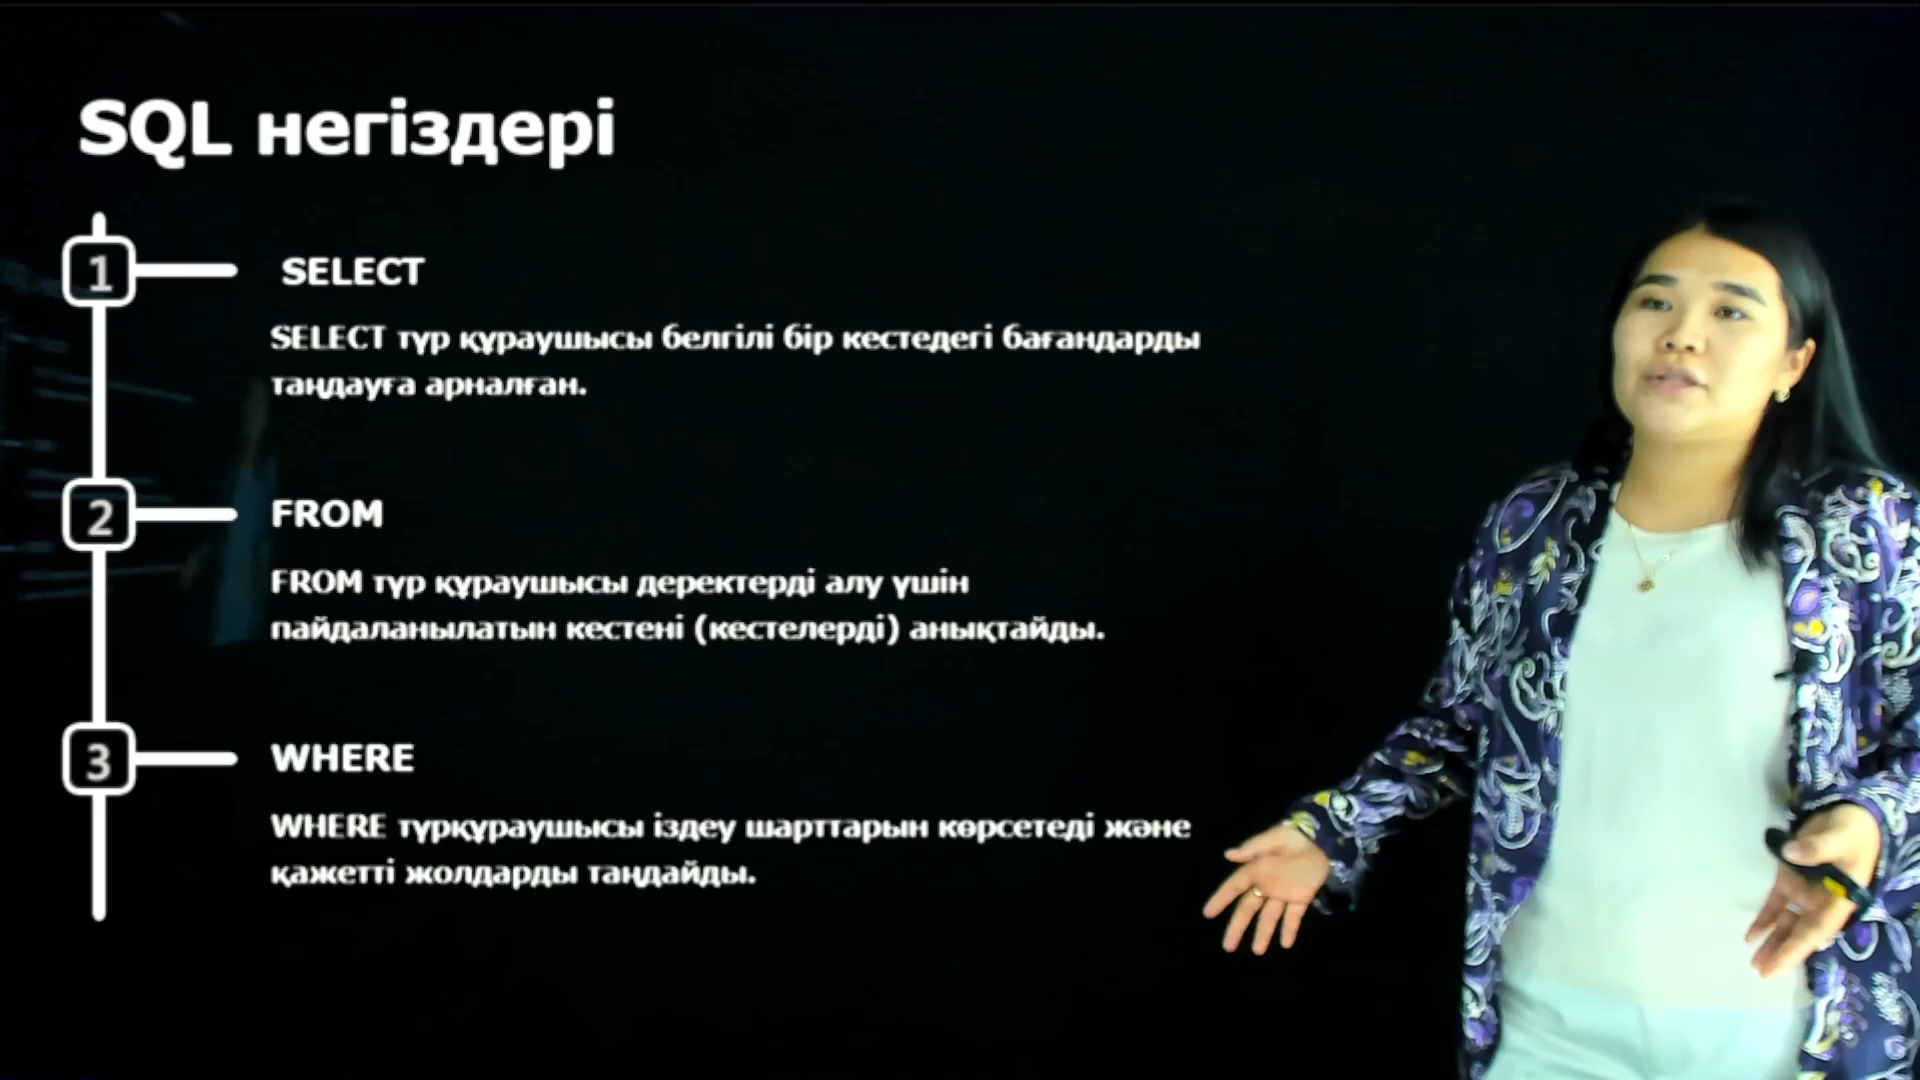 SQL негіздері
1
SELECT
SELECT түр құраушысы белгілі бір кестедегі бағандарды
таңдауға арналған.
2
FROM
FROM түр құраушысы деректерді алу үшін
пайдаланылатын кестені (кестелерді) анықтайды.
3
WHERE
WHERE түрқұраушысы іздеу шарттарын көрсетеді және
қажетті жолдарды таңдайды.